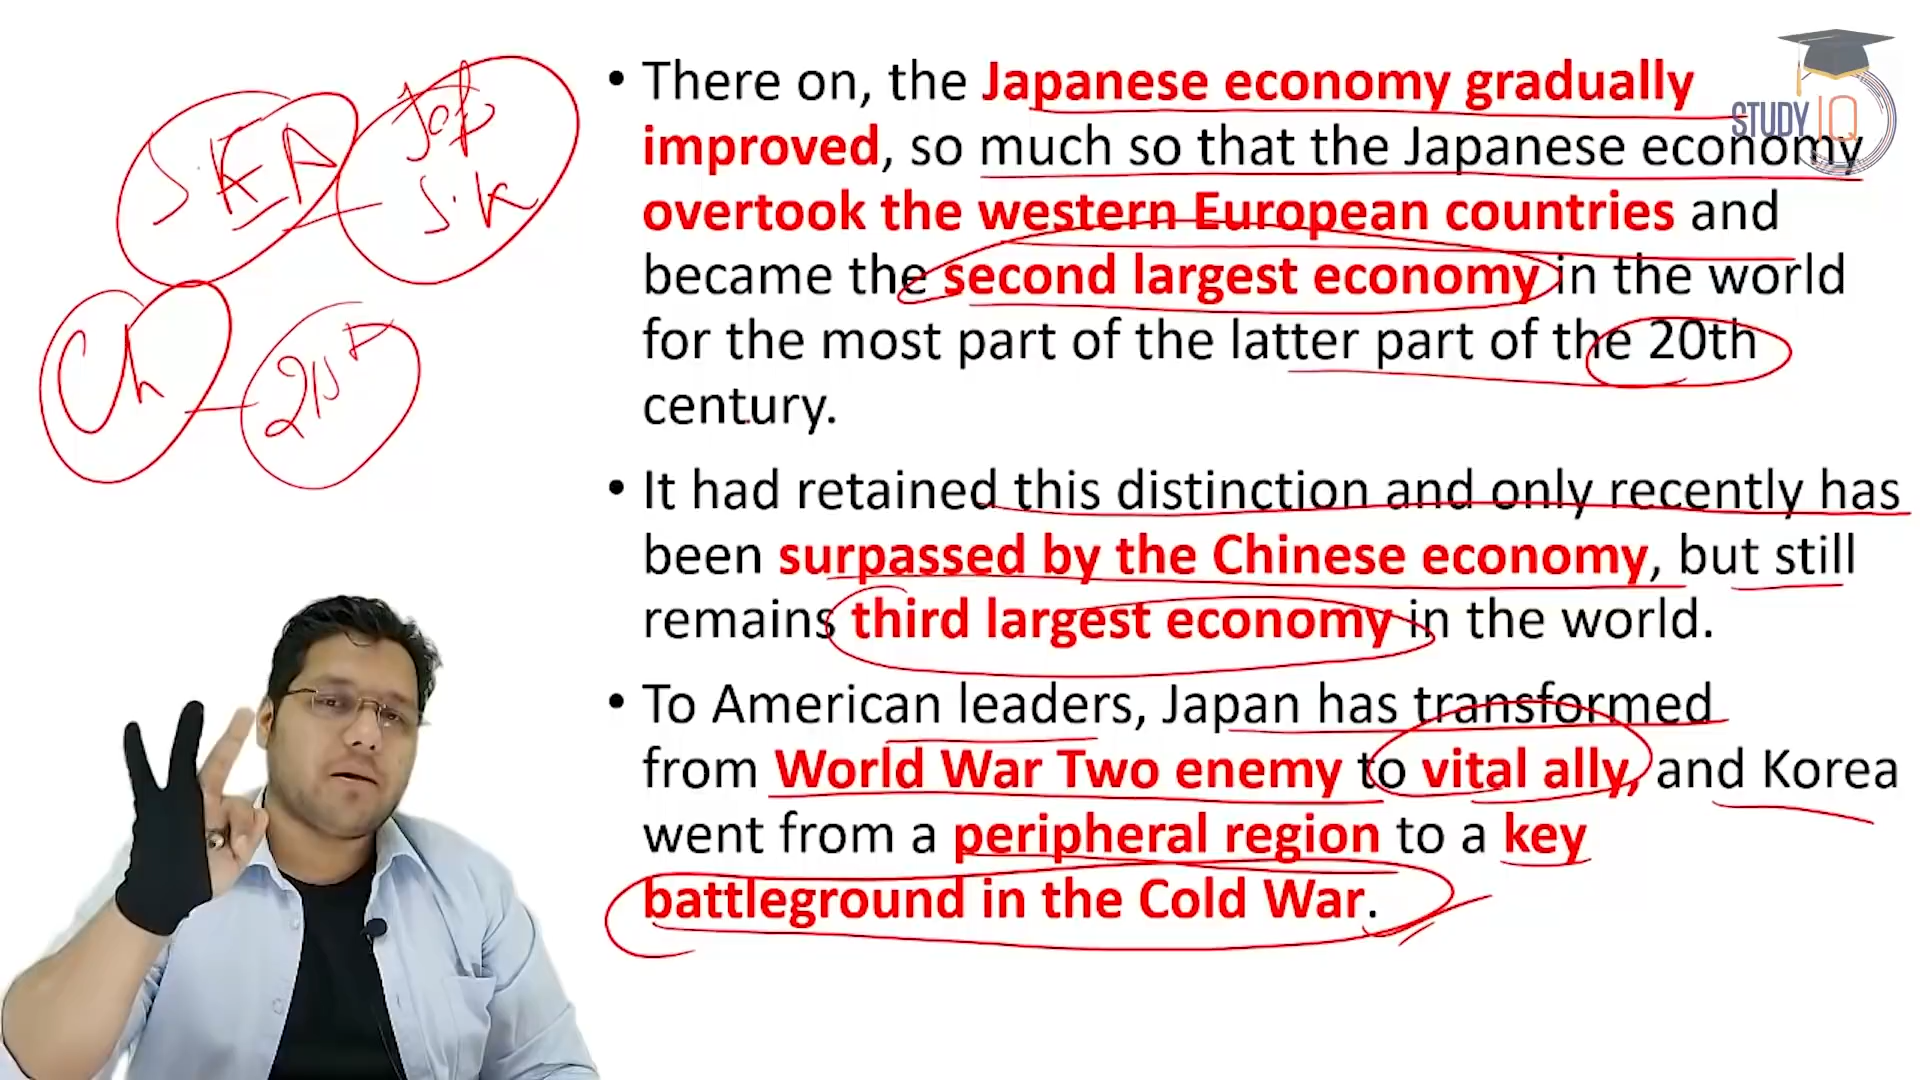 • There on, the Japanese economy gradually
improved, so much so that the Japanese economy
overtook the western European countries and
became the second largest economy in the world
for the most part of the latter part of the 20th
century.
• It had retained this distinction and only recently has
been surpassed by the Chinese economy, but still
remains third largest economy in the world.
• To American leaders, Japan has transformed
from World War Two enemy to vital ally, and Korea
went from a peripheral region to a key
battleground in the Cold War.
STUDY IQ
Jap
S.K
Ch